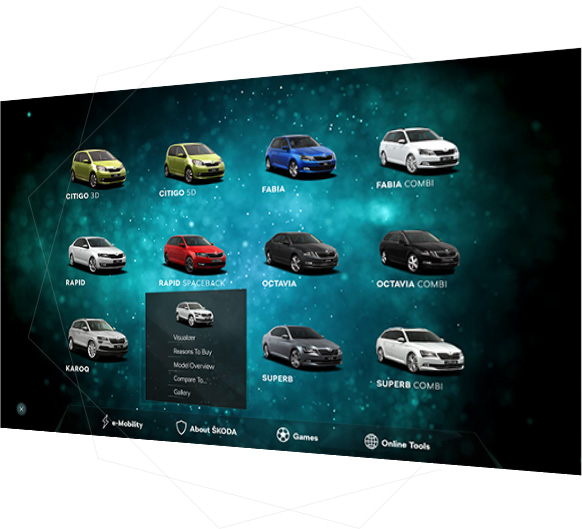 CITIGO 3D
CITIGO 5D
FABIA
FABIA COMBI
RAPID
RAPID SPACEBACK
OCTAVIA
OCTAVIA COMBI
KAROQ
Visualizer
Reasons To Buy
Model Overview
Compare To...
Gallery
SUPERB
SUPERB COMBI
e-Mobility
About ŠKODA
Games
Online Tools